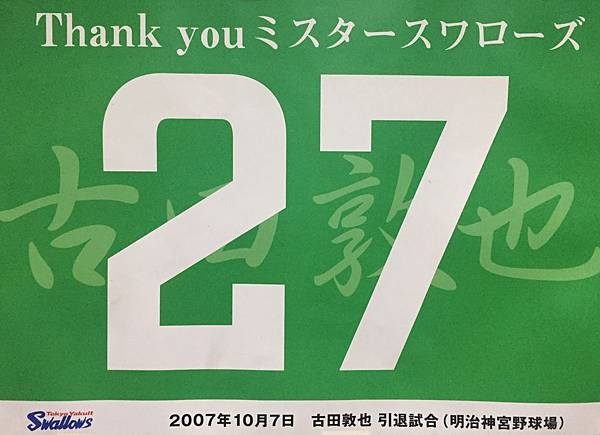 Thank you ミスタースワローズ
27
古田敦也
Tokyo Yakult
Swallows
2007年10月7日 古田敦也 引退試合(明治神宮野球場)